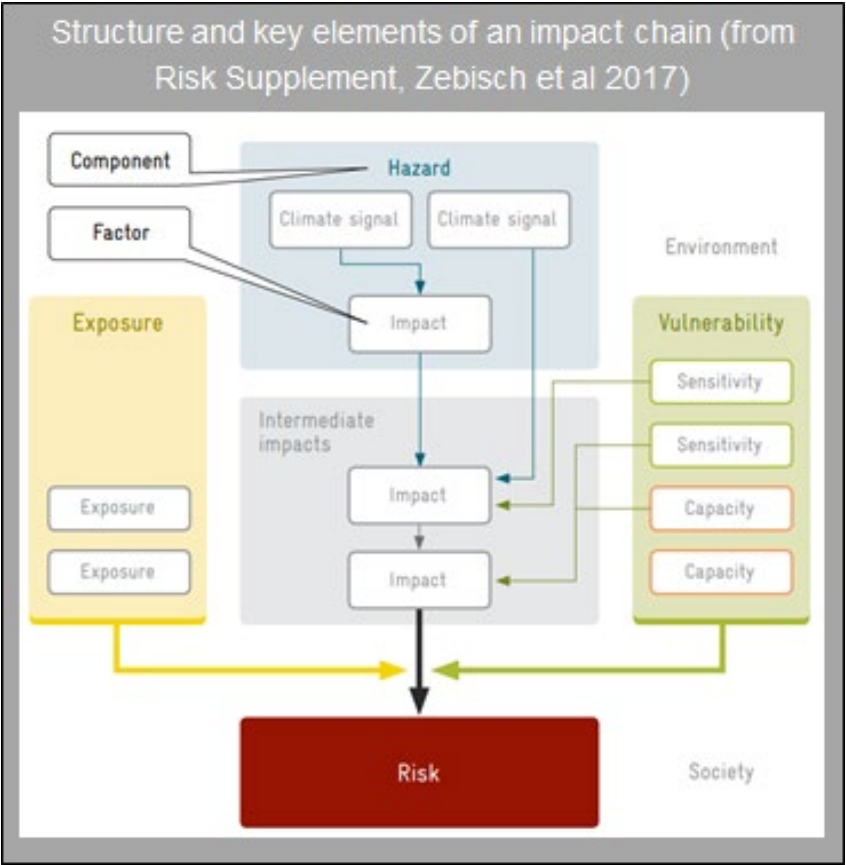 Structure and key elements of an impact chain (from
Risk Supplement, Zebisch et al 2017)
Component
Hazard
Factor
Climate signal
Climate signal
Environment
Exposure
Impact
Vulnerability
Sensitivity
Intermediate
impacts
Sensitivity
Exposure
Impact
Capacity
Exposure
Impact
Capacity
Risk
Society